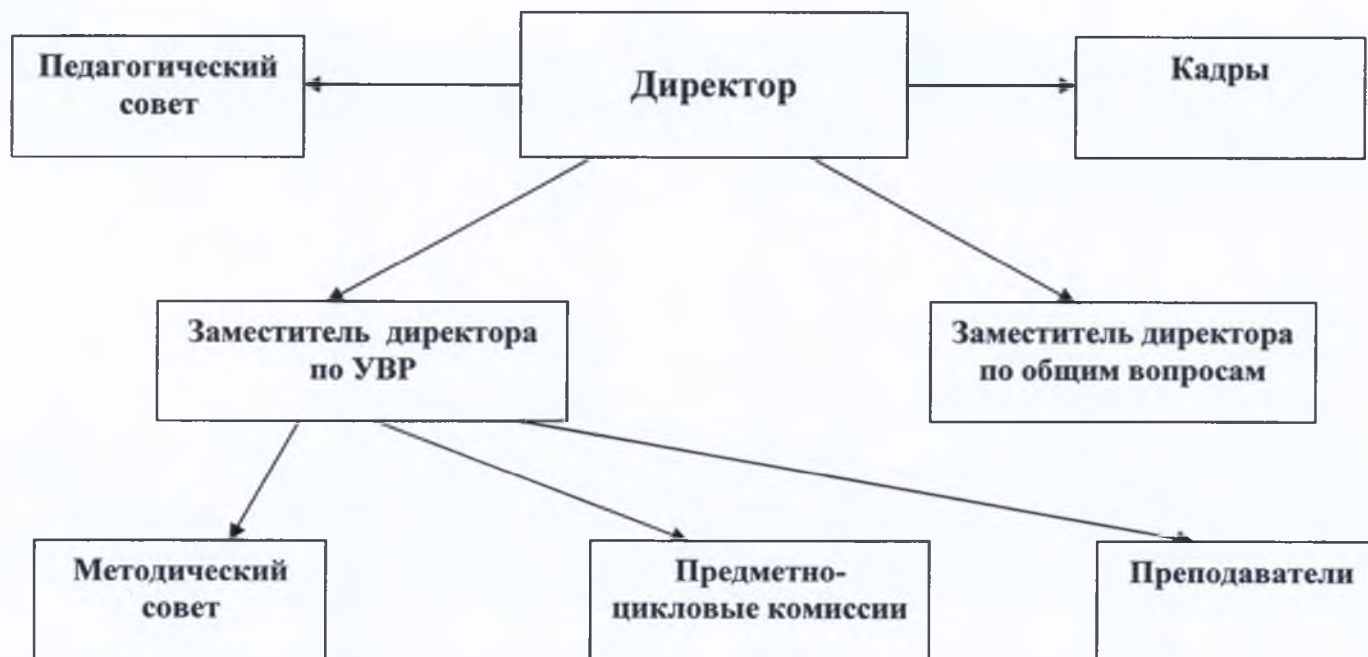 Педагогический
совет
Директор
Кадры
Заместитель директора
по УВР
Заместитель директора
по общим вопросам
Методический
совет
Предметно-
цикловые комиссии
Преподаватели